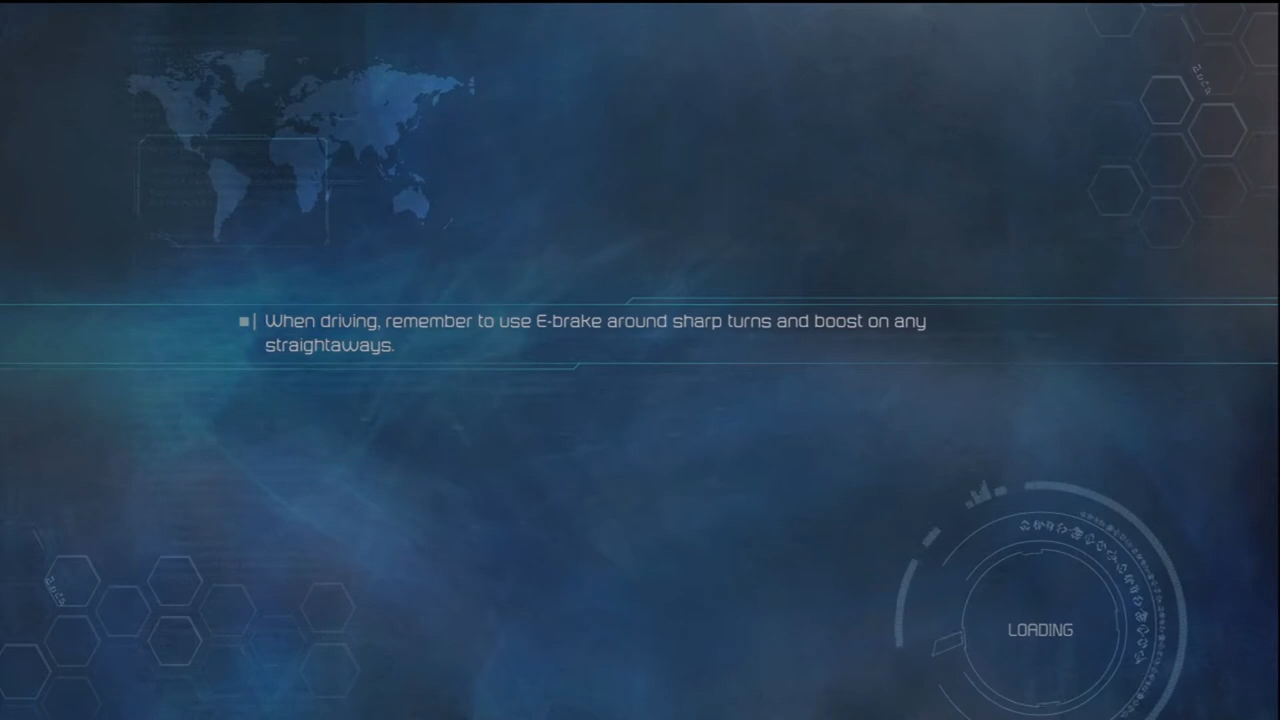 When driving, remember to use E-brake around sharp turns and boost on any
straightaways.
LOADING